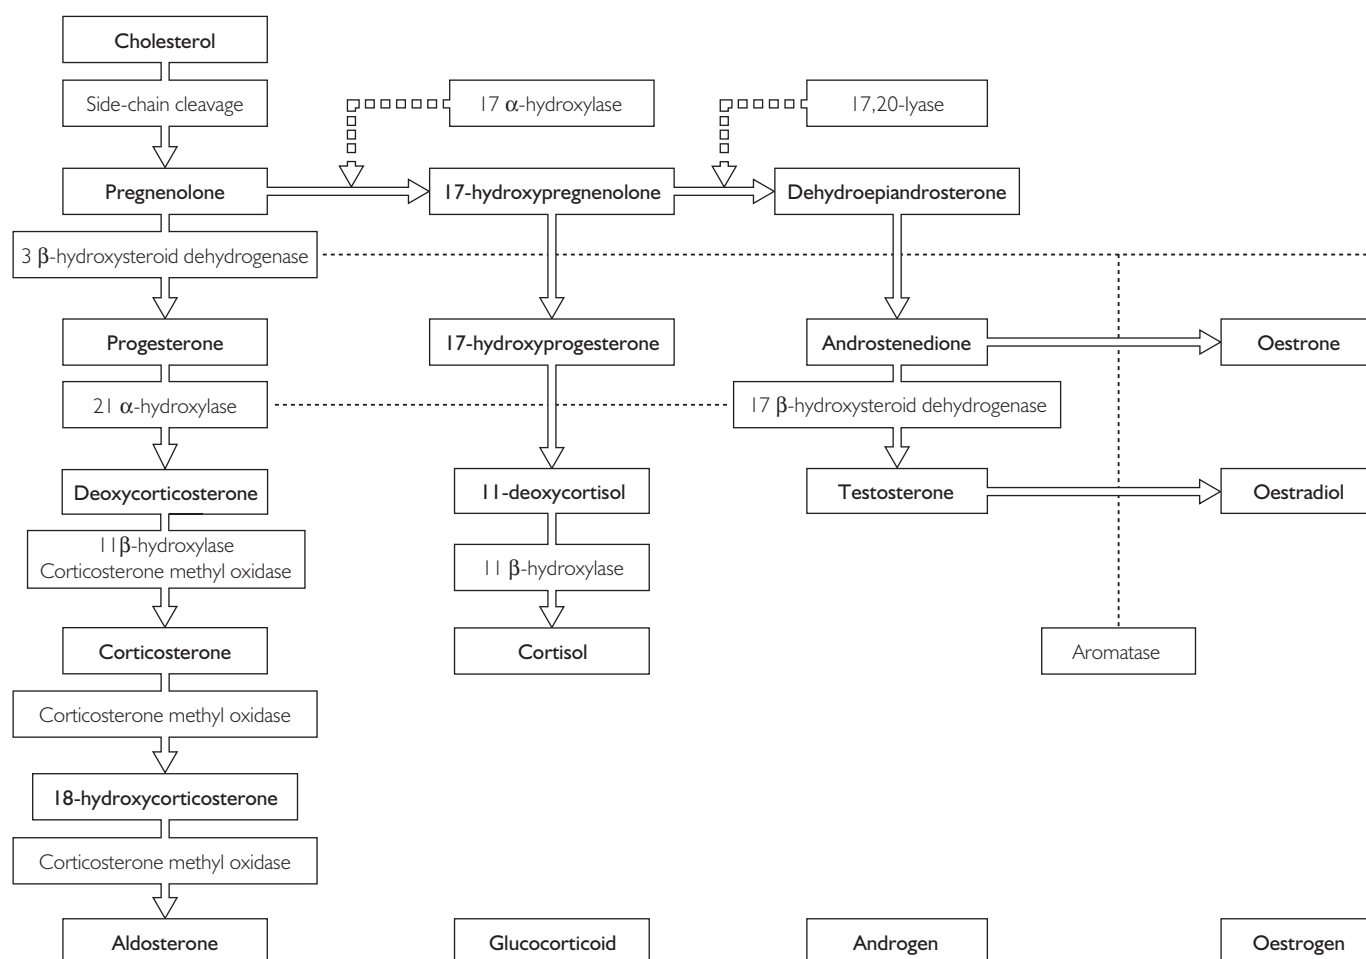 Cholesterol
Side-chain cleavage
17 α-hydroxylase
17,20-lyase
Pregnenolone
17-hydroxypregnenolone
Dehydroepiandrosterone
3 β-hydroxysteroid dehydrogenase
Progesterone
17-hydroxyprogesterone
Androstenedione
Oestrone
21 α-hydroxylase
17 β-hydroxysteroid dehydrogenase
Deoxycorticosterone
11-deoxycortisol
Testosterone
Oestradiol
11β-hydroxylase
Corticosterone methyl oxidase
11 β-hydroxylase
Corticosterone
Cortisol
Aromatase
Corticosterone methyl oxidase
18-hydroxycorticosterone
Corticosterone methyl oxidase
Aldosterone
Glucocorticoid
Androgen
Oestrogen